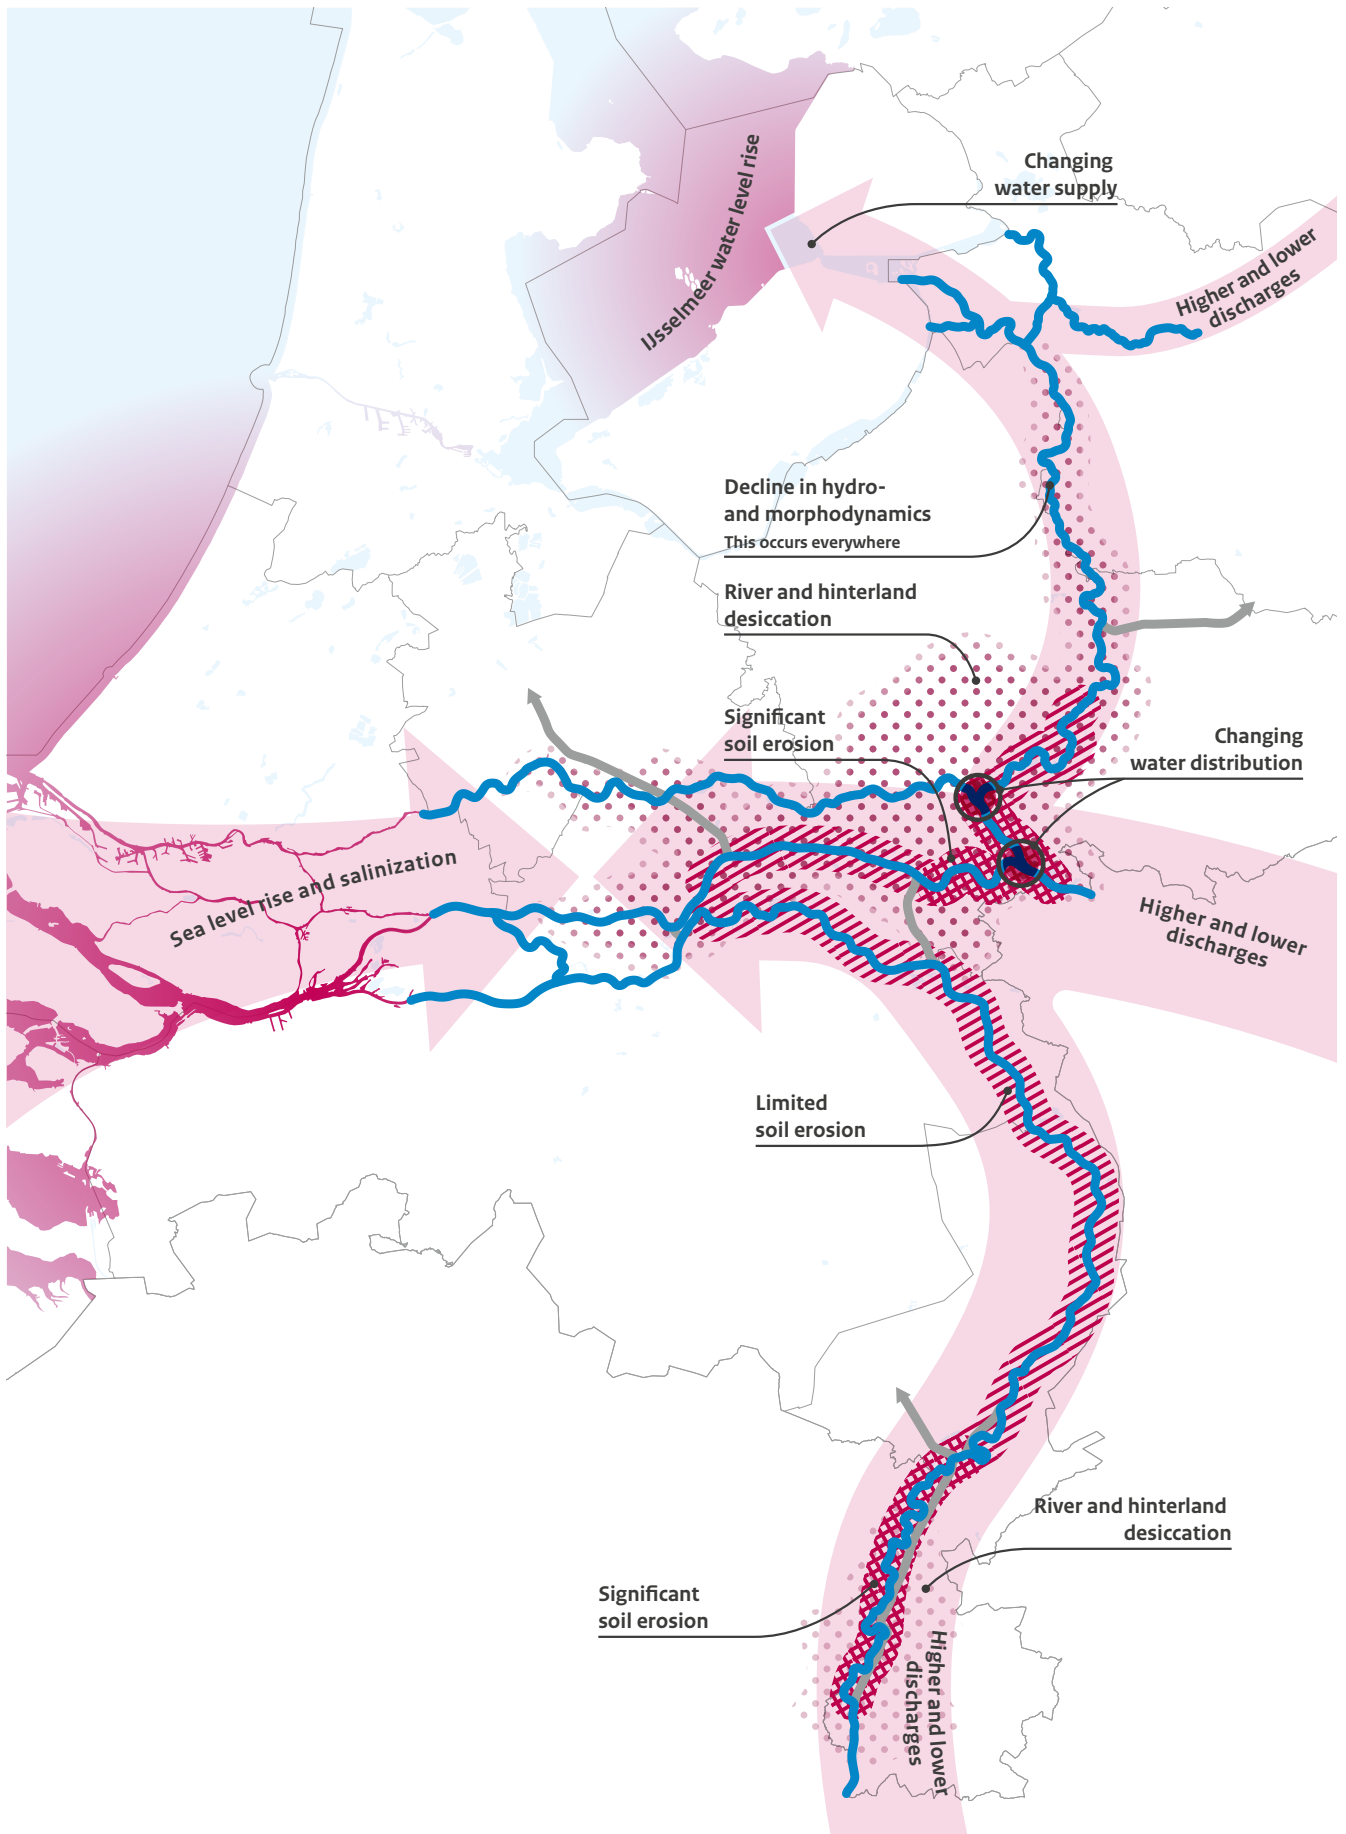 Changing
water supply
IJsselmeer water level rise
Higher and lower
discharges
Decline in hydro-
and morphodynamics
This occurs everywhere
River and hinterland
desiccation
Significant
soil erosion
Changing
water distribution
Sea level rise and salinization
Higher and lower
discharges
Limited
soil erosion
River and hinterland
desiccation
Significant
soil erosion
Higher and lower
discharges